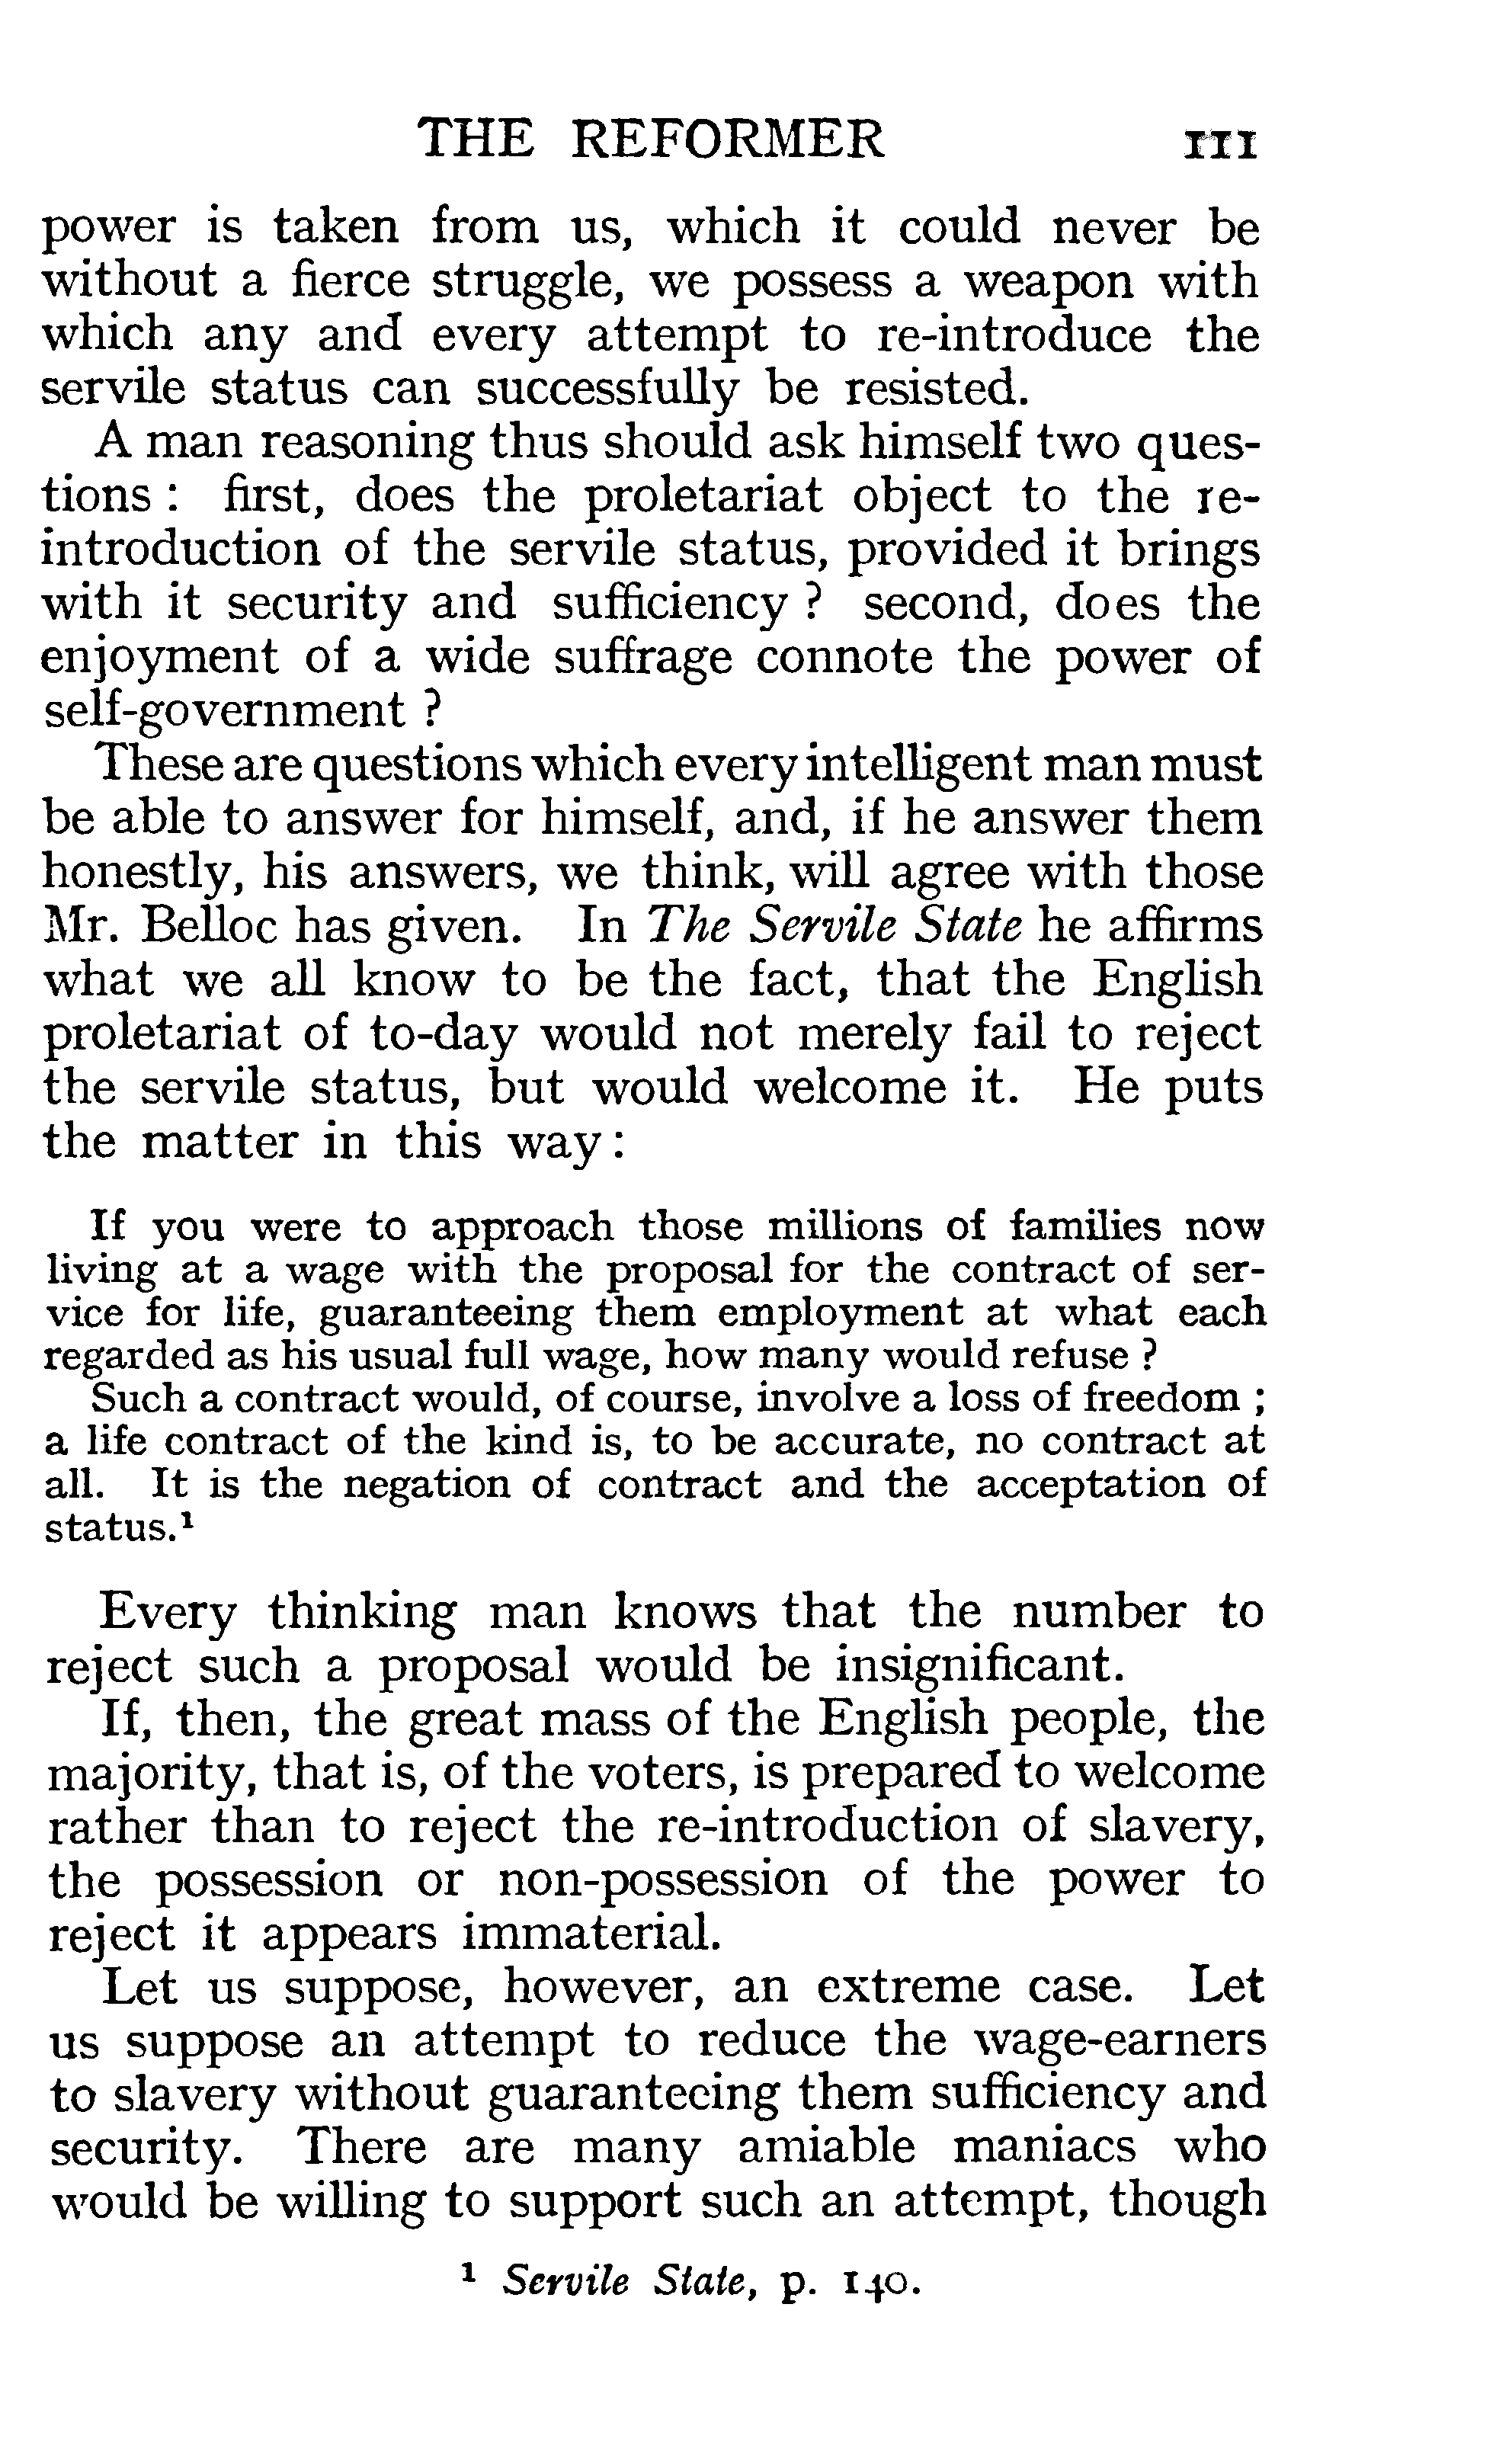 THE REFORMER 111
power is taken from us, which it could never be
without a fierce struggle, we possess a weapon with
which any and every attempt to re-introduce the
servile status can successfully be resisted.
A man reasoning thus should ask himself two ques-
tions : first, does the proletariat object to the re-
introduction of the servile status, provided it brings
with it security and sufficiency ? second, does the
enjoyment of a wide suffrage connote the power of
self-government ?
These are questions which every intelligent man must
be able to answer for himself, and, if he answer them
honestly, his answers, we think, will agree with those
Mr. Belloc has given. In The Servile State he affirms
what we all know to be the fact, that the English
proletariat of to-day would not merely fail to reject
the servile status, but would welcome it. He puts
the matter in this way :
If you were to approach those millions of families now
living at a wage with the proposal for the contract of ser-
vice for life, guaranteeing them employment at what each
regarded as his usual full wage, how many would refuse ?
Such a contract would, of course, involve a loss of freedom ;
a life contract of the kind is, to be accurate, no contract at
all. It is the negation of contract and the acceptation of
status.¹
Every thinking man knows that the number to
reject such a proposal would be insignificant.
If, then, the great mass of the English people, the
majority, that is, of the voters, is prepared to welcome
rather than to reject the re-introduction of slavery,
the possession or non-possession of the power to
reject it appears immaterial.
Let us suppose, however, an extreme case. Let
us suppose an attempt to reduce the wage-earners
to slavery without guaranteeing them sufficiency and
security. There are many amiable maniacs who
would be willing to support such an attempt, though
¹ Servile State, p. 140.